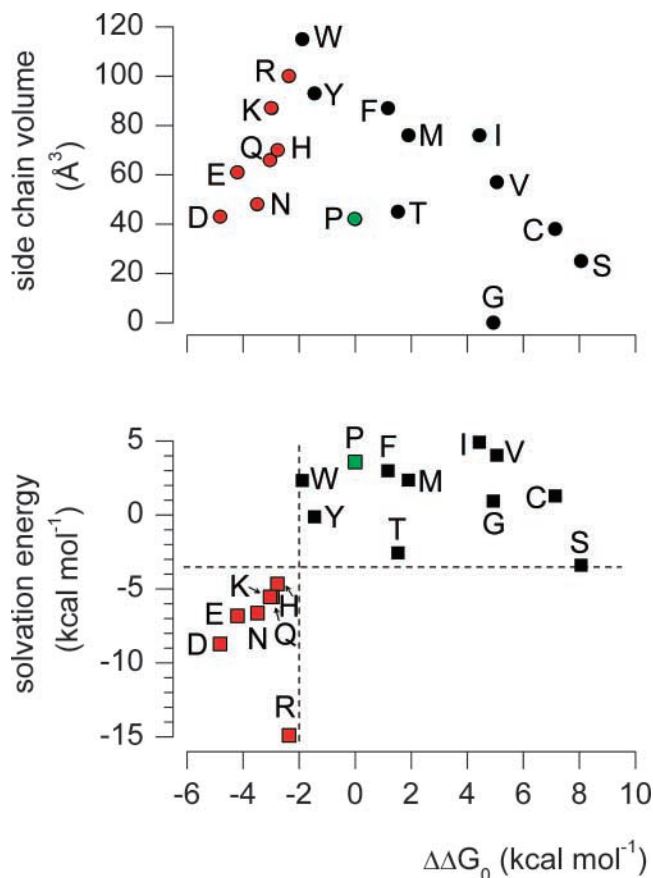 side chain volume
(Å³)
120
100
80
60
40
20
0
W
R
Y
K
F
M
I
Q
H
E
V
N
D
P
T
C
S
G
solvation energy
(kcal mol⁻¹)
5
0
-5
-10
-15
P
F
I
V
W
M
C
G
Y
T
S
K
H
E
Q
N
D
R
-6 -4 -2 0 2 4 6 8 10
ΔΔG₀ (kcal mol⁻¹)